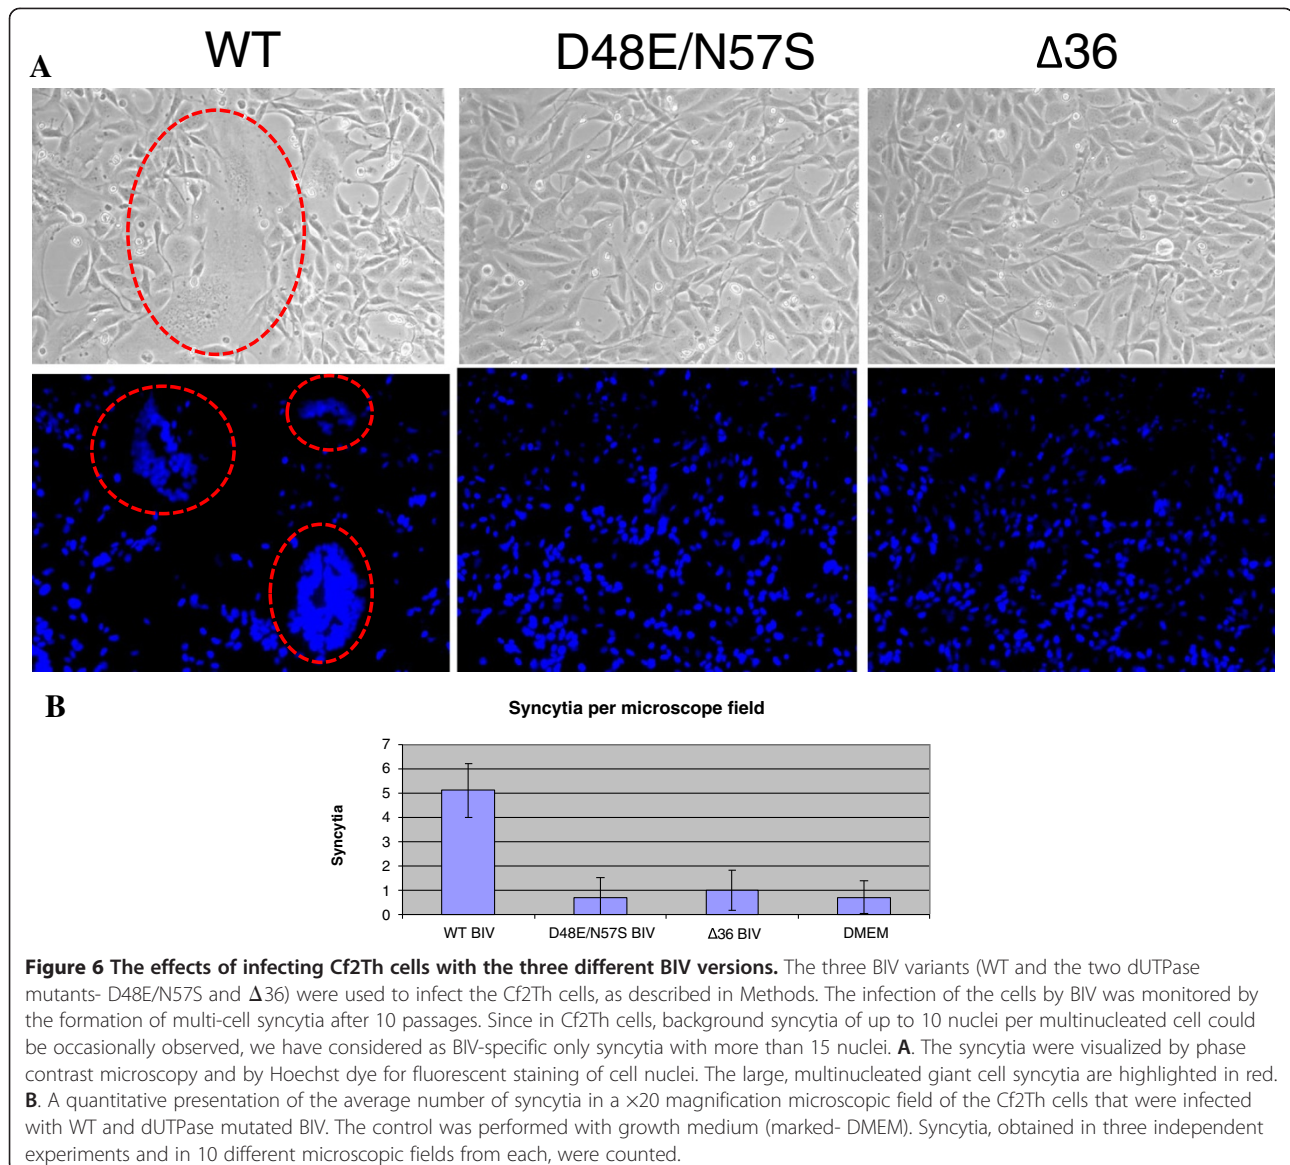 WT D48E/N57S Δ36
A
B
Syncytia per microscope field
7
6
5
4
3
2
1
0
Syncytia
WT BIV D48E/N57S BIV Δ36 BIV DMEM
Figure 6 The effects of infecting Cf2Th cells with the three different BIV versions. The three BIV variants (WT and the two dUTPase
mutants- D48E/N57S and Δ36) were used to infect the Cf2Th cells, as described in Methods. The infection of the cells by BIV was monitored by
the formation of multi-cell syncytia after 10 passages. Since in Cf2Th cells, background syncytia of up to 10 nuclei per multinucleated cell could
be occasionally observed, we have considered as BIV-specific only syncytia with more than 15 nuclei. A. The syncytia were visualized by phase
contrast microscopy and by Hoechst dye for fluorescent staining of cell nuclei. The large, multinucleated giant cell syncytia are highlighted in red.
B. A quantitative presentation of the average number of syncytia in a ×20 magnification microscopic field of the Cf2Th cells that were infected
with WT and dUTPase mutated BIV. The control was performed with growth medium (marked- DMEM). Syncytia, obtained in three independent
experiments and in 10 different microscopic fields from each, were counted.